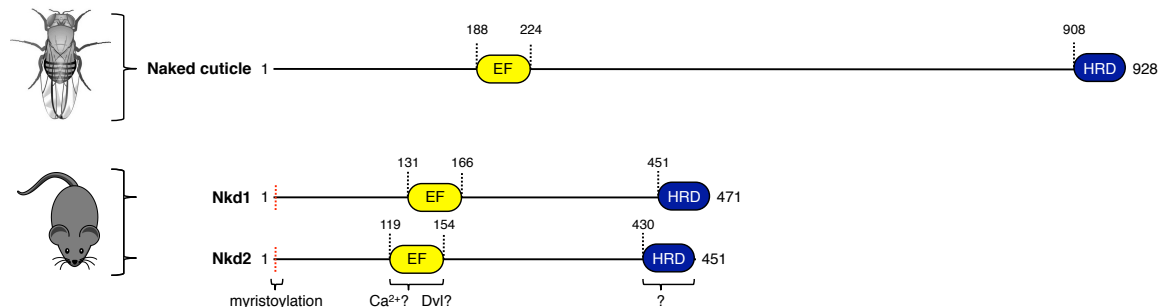 188 224 908
Naked cuticle 1 EF HRD 928
131 166 451
Nkd1 1 EF HRD 471
119 154 430
Nkd2 1 EF HRD 451
myristoylation Ca²⁺? Dvl? ?